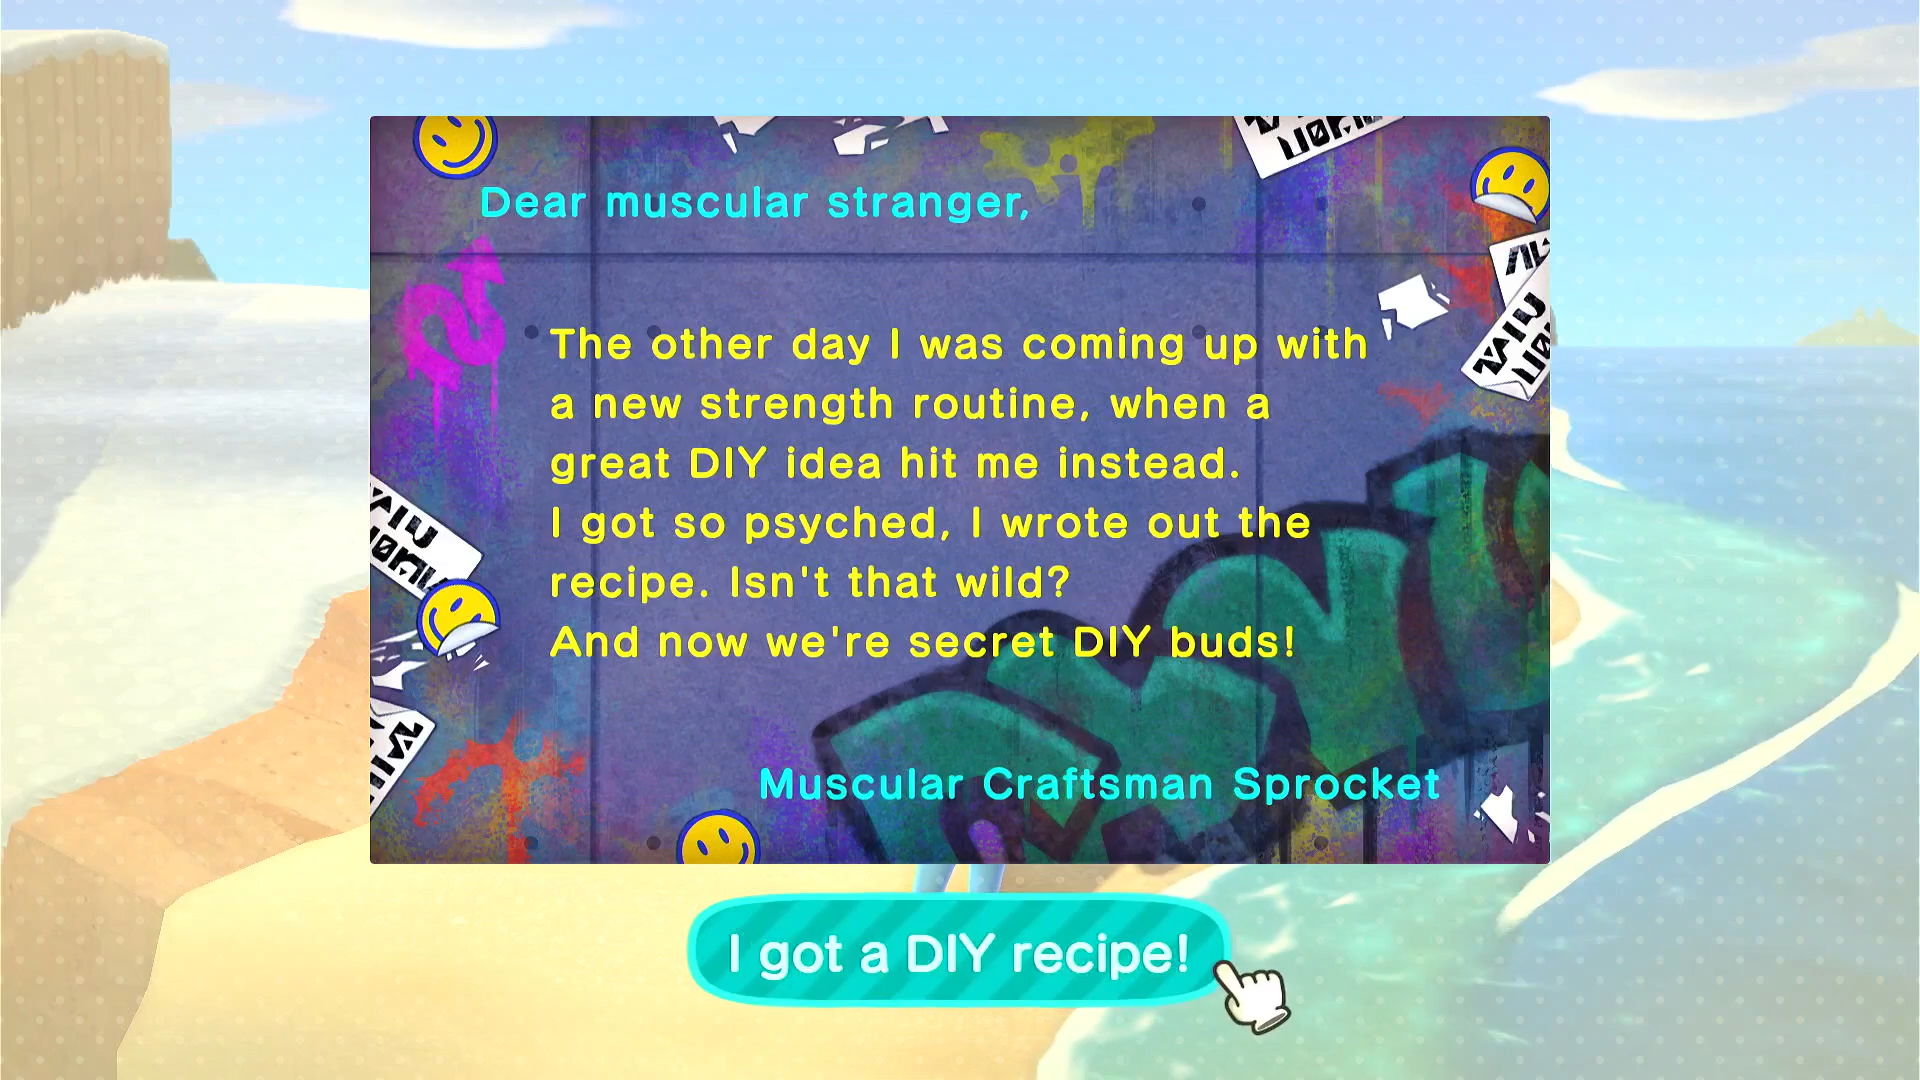 Dear muscular stranger,
The other day I was coming up with
a new strength routine, when a
great DIY idea hit me instead.
I got so psyched, I wrote out the
recipe. Isn't that wild?
And now we're secret DIY buds!
Muscular Craftsman Sprocket
I got a DIY recipe!